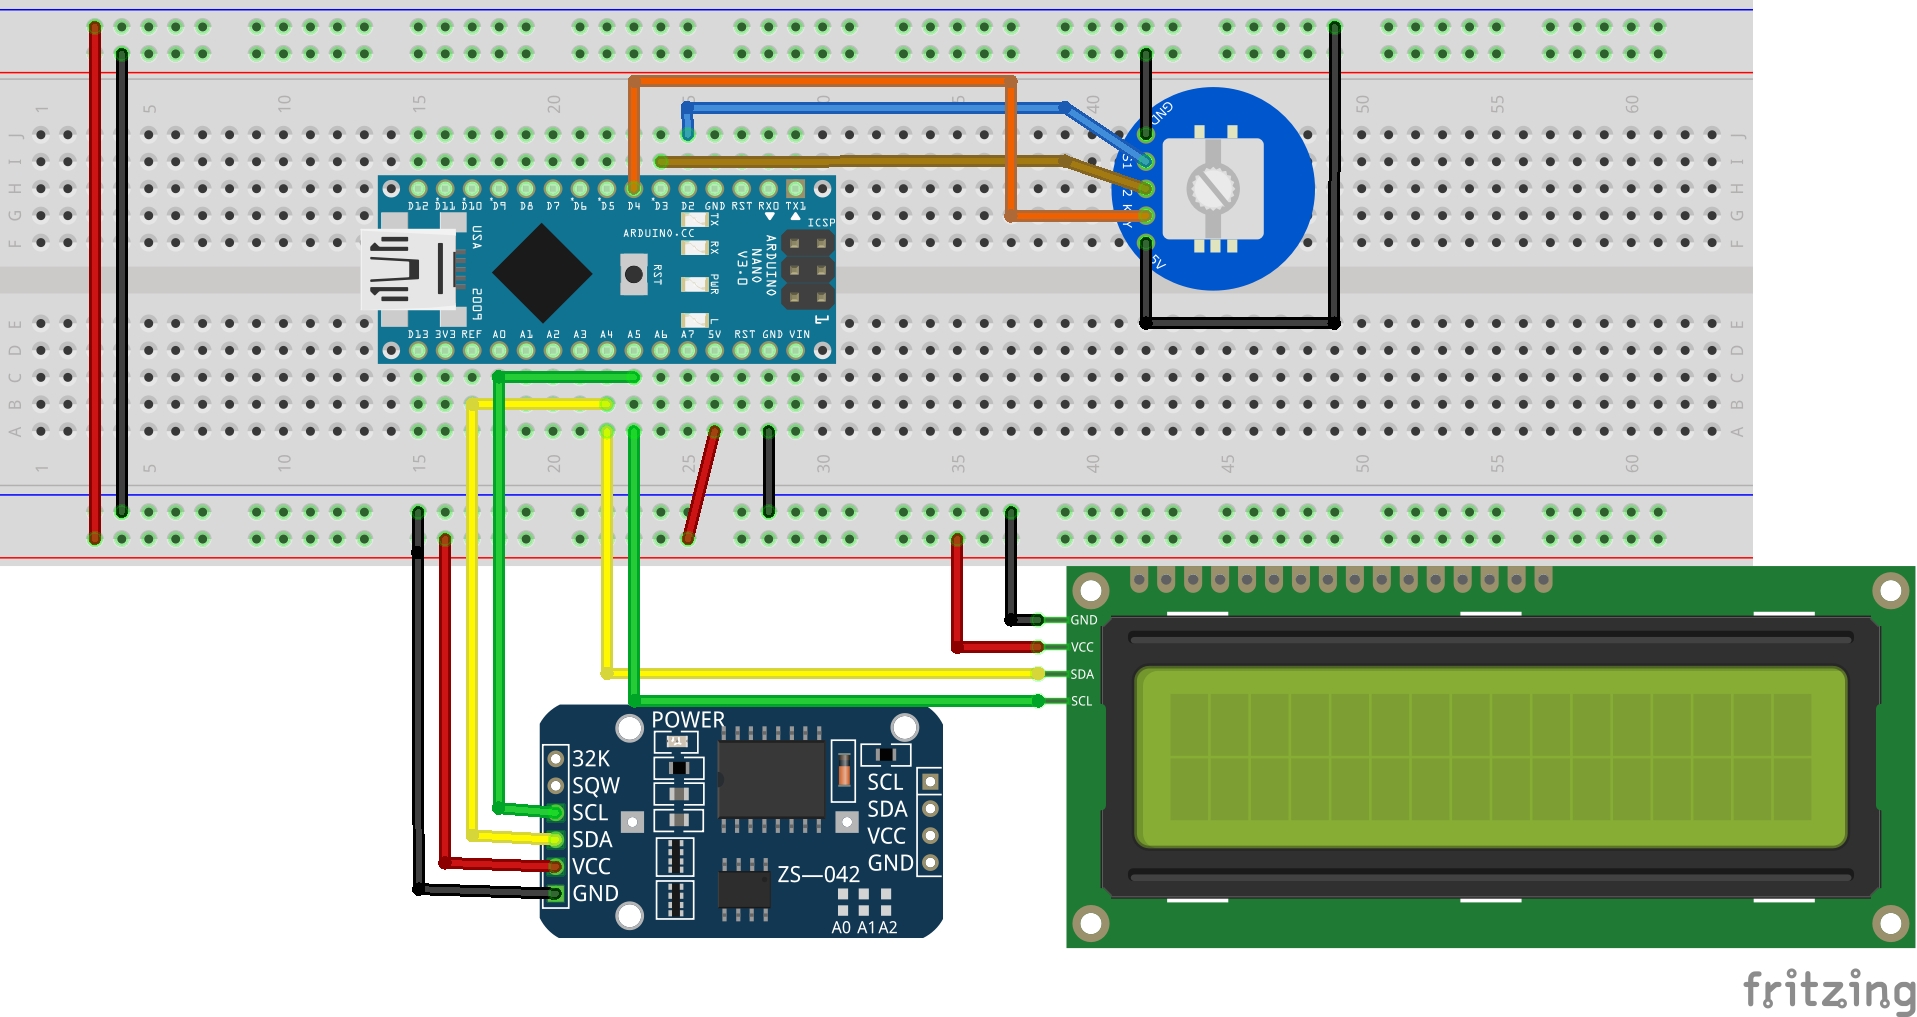 1 5 10 15 20 25 30 35 40 45 50 55 60
J
I
H
G
F
GND
S1
S2
KEY
5V
D12 D11 D10 D9 D8 D7 D6 D5 D4 D3 D2 GND RST RX0 TX1
USA
5009
ARDUINO.CC
RST
TX
RX
PWR
L
ARDUINO
NANO
V3.0
ICSP
1
D13 3V3 REF A0 A1 A2 A3 A4 A5 A6 A7 5V RST GND VIN
E
D
C
B
A
1 5 10 15 20 25 30 35 40 45 50 55 60
GND
VCC
SDA
SCL
POWER
32K
SQW
SCL
SDA
VCC
GND
SCL
SDA
VCC
GND
ZS—042
A0 A1 A2
fritzing